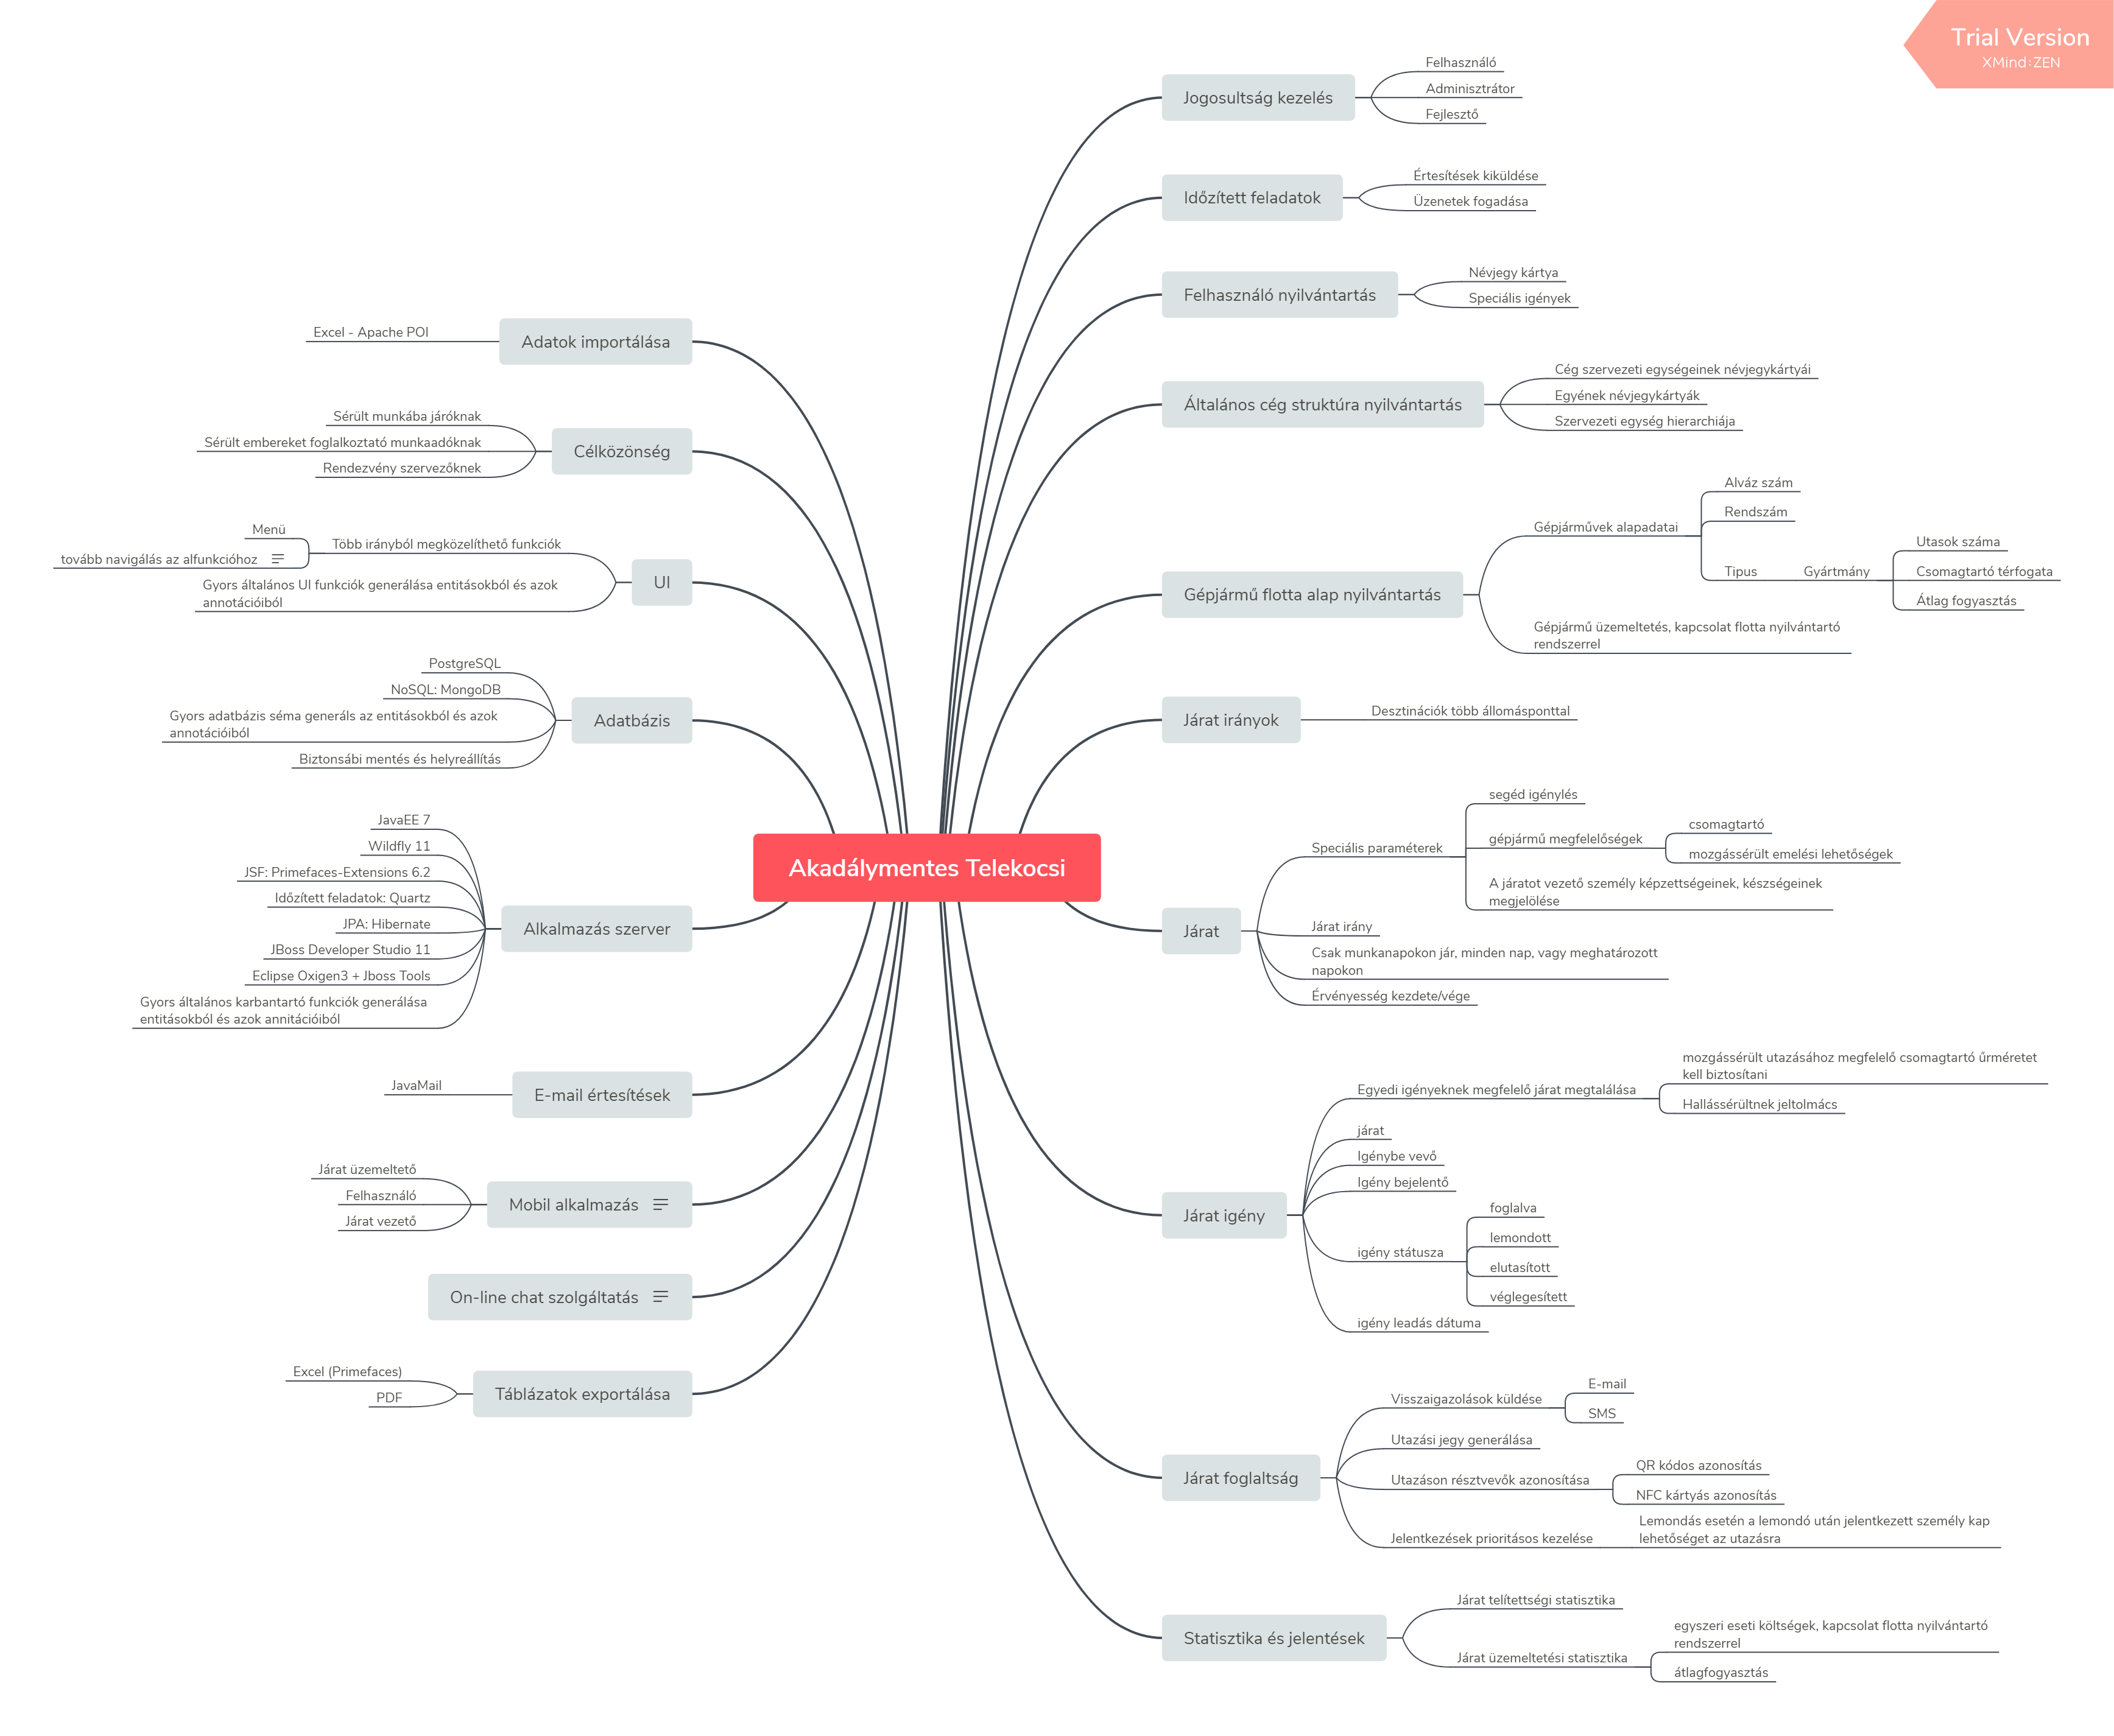 Trial Version
XMind:ZEN
Akadálymentes Telekocsi
Jogosultság kezelés
Felhasználó
Adminisztrátor
Fejlesztő
Időzített feladatok
Értesítések kiküldése
Üzenetek fogadása
Felhasználó nyilvántartás
Névjegy kártya
Speciális igények
Általános cég struktúra nyilvántartás
Cég szervezeti egységeinek névjegykártyái
Egyének névjegykártyák
Szervezeti egység hierarchiája
Gépjármű flotta alap nyilvántartás
Gépjárművek alapadatai
Alváz szám
Rendszám
Tipus
Gyártmány
Utasok száma
Csomagtartó térfogata
Átlag fogyasztás
Gépjármű üzemeltetés, kapcsolat flotta nyilvántartó
rendszerrel
Járat irányok
Desztinációk több állomásponttal
Járat
Speciális paraméterek
segéd igénylés
gépjármű megfelelőségek
csomagtartó
mozgássérült emelési lehetőségek
A járatot vezető személy képzettségeinek, készségeinek
megjelölése
Járat irány
Csak munkanapokon jár, minden nap, vagy meghatározott
napokon
Érvényesség kezdete/vége
Járat igény
Egyedi igényeknek megfelelő járat megtalálása
mozgássérült utazásához megfelelő csomagtartó űrméretet
kell biztosítani
Hallássérültnek jeltolmács
járat
Igénybe vevő
Igény bejelentő
igény státusza
foglalva
lemondott
elutasított
véglegesített
igény leadás dátuma
Járat foglaltság
Visszaigazolások küldése
E-mail
SMS
Utazási jegy generálása
Utazáson résztvevők azonosítása
QR kódos azonosítás
NFC kártyás azonosítás
Jelentkezések prioritásos kezelése
Lemondás esetén a lemondó után jelentkezett személy kap
lehetőséget az utazásra
Statisztika és jelentések
Járat telítettségi statisztika
Járat üzemeltetési statisztika
egyszeri eseti költségek, kapcsolat flotta nyilvántartó
rendszerrel
átlagfogyasztás
Adatok importálása
Excel - Apache POI
Célközönség
Sérült munkába járóknak
Sérült embereket foglalkoztató munkaadóknak
Rendezvény szervezőknek
UI
Több irányból megközelíthető funkciók
Menü
tovább navigálás az alfunkcióhoz
Gyors általános UI funkciók generálása entitásokból és azok
annotációiból
Adatbázis
PostgreSQL
NoSQL: MongoDB
Gyors adatbázis séma generáls az entitásokból és azok
annotációiból
Biztonsábi mentés és helyreállítás
Alkalmazás szerver
JavaEE 7
Wildfly 11
JSF: Primefaces-Extensions 6.2
Időzített feladatok: Quartz
JPA: Hibernate
JBoss Developer Studio 11
Eclipse Oxigen3 + Jboss Tools
Gyors általános karbantartó funkciók generálása
entitásokból és azok annitációiból
E-mail értesítések
JavaMail
Mobil alkalmazás
Járat üzemeltető
Felhasználó
Járat vezető
On-line chat szolgáltatás
Táblázatok exportálása
Excel (Primefaces)
PDF